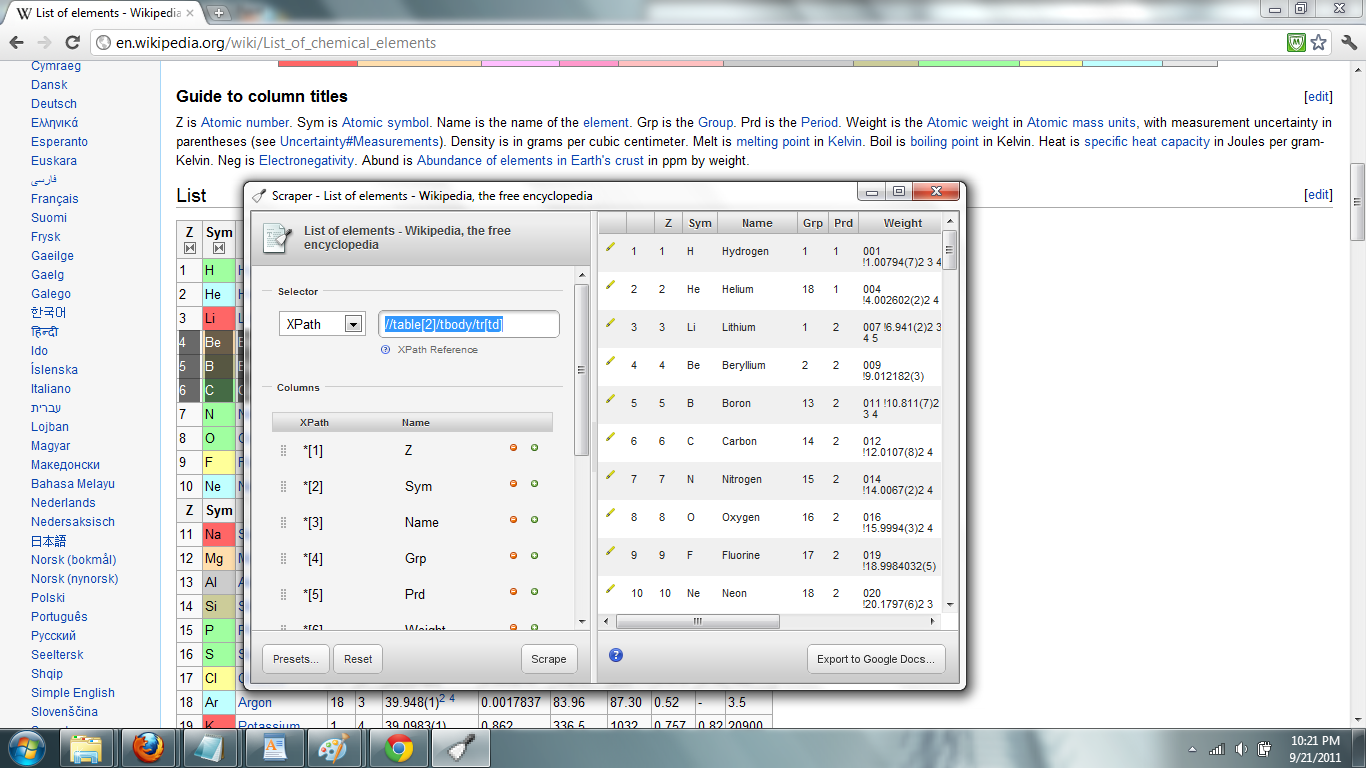 List of elements - Wikipedia
en.wikipedia.org/wiki/List_of_chemical_elements
Cymraeg
Dansk
Deutsch
Ελληνικά
Esperanto
Euskara
فارسی
Français
Suomi
Frysk
Gaeilge
Gaelg
Galego
한국어
हिन्दी
Ido
Íslenska
Italiano
עברית
Lojban
Magyar
Македонски
Bahasa Melayu
Nederlands
Nedersaksisch
日本語
Norsk (bokmål)
Norsk (nynorsk)
Polski
Português
Русский
Seeltersk
Shqip
Simple English
Slovenščina
Guide to column titles [edit]
Z is Atomic number. Sym is Atomic symbol. Name is the name of the element. Grp is the Group. Prd is the Period. Weight is the Atomic weight in Atomic mass units, with measurement uncertainty in
parentheses (see Uncertainty#Measurements). Density is in grams per cubic centimeter. Melt is melting point in Kelvin. Boil is boiling point in Kelvin. Heat is specific heat capacity in Joules per gram-
Kelvin. Neg is Electronegativity. Abund is Abundance of elements in Earth's crust in ppm by weight.
List [edit]
Z Sym
1 H
2 He
3 Li
4 Be
5 B
6 C
7 N
8 O
9 F
10 Ne
Z Sym
11 Na
12 Mg
13 Al
14 Si
15 P
16 S
17 Cl
18 Ar Argon 18 3 39.948(1)2 4 0.0017837 83.96 87.30 0.52 - 3.5
19 K Potassium 1 4 39.0983(1) 0.862 336.5 1032 0.757 0.82 20900
Scraper - List of elements - Wikipedia, the free encyclopedia
List of elements - Wikipedia, the free
encyclopedia
Selector
XPath //table[2]/tbody/tr[td]
XPath Reference
Columns
XPath Name
*[1] Z
*[2] Sym
*[3] Name
*[4] Grp
*[5] Prd
*[6] Weight
Presets... Reset Scrape
Z Sym Name Grp Prd Weight
1 1 H Hydrogen 1 1 001
!1.00794(7)2 3 4
2 2 He Helium 18 1 004
!4.002602(2)2 4
3 3 Li Lithium 1 2 007 !6.941(2)2 3
4 5
4 4 Be Beryllium 2 2 009
!9.012182(3)
5 5 B Boron 13 2 011 !10.811(7)2
3 4
6 6 C Carbon 14 2 012
!12.0107(8)2 4
7 7 N Nitrogen 15 2 014
!14.0067(2)2 4
8 8 O Oxygen 16 2 016
!15.9994(3)2 4
9 9 F Fluorine 17 2 019
!18.9984032(5)
10 10 Ne Neon 18 2 020
!20.1797(6)2 3
Export to Google Docs...
10:21 PM
9/21/2011